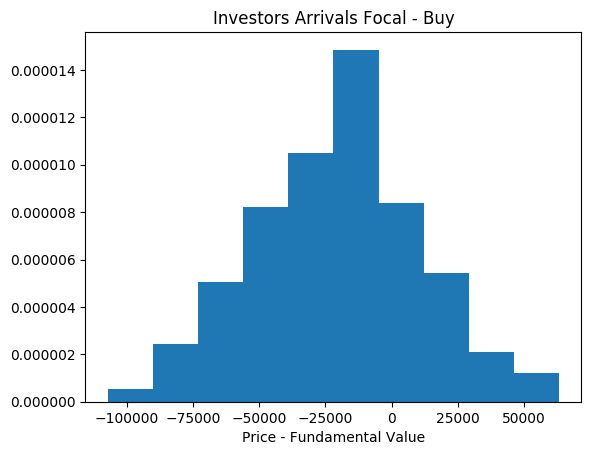 Investors Arrivals Focal - Buy
0.000014
0.000012
0.000010
0.000008
0.000006
0.000004
0.000002
0.000000
−100000 −75000 −50000 −25000 0 25000 50000
Price - Fundamental Value